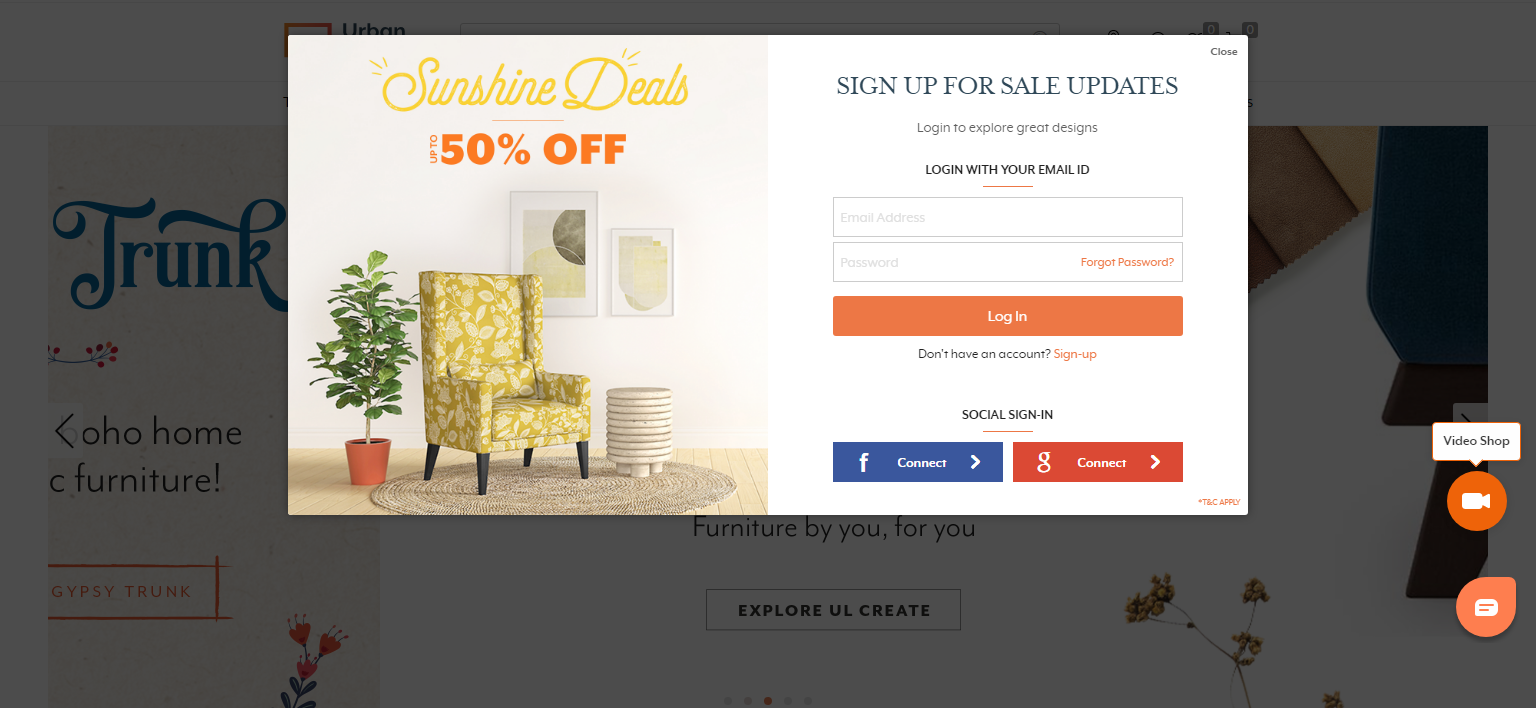 Urban
0
0
Close
Sunshine Deals
UP TO
50% OFF
SIGN UP FOR SALE UPDATES
Login to explore great designs
LOGIN WITH YOUR EMAIL ID
Email Address
Password
Forgot Password?
Log In
Don't have an account? Sign-up
SOCIAL SIGN-IN
f Connect
g Connect
*T&C APPLY
Trunk
boho home
c furniture!
GYPSY TRUNK
Furniture by you, for you
EXPLORE UL CREATE
Video Shop